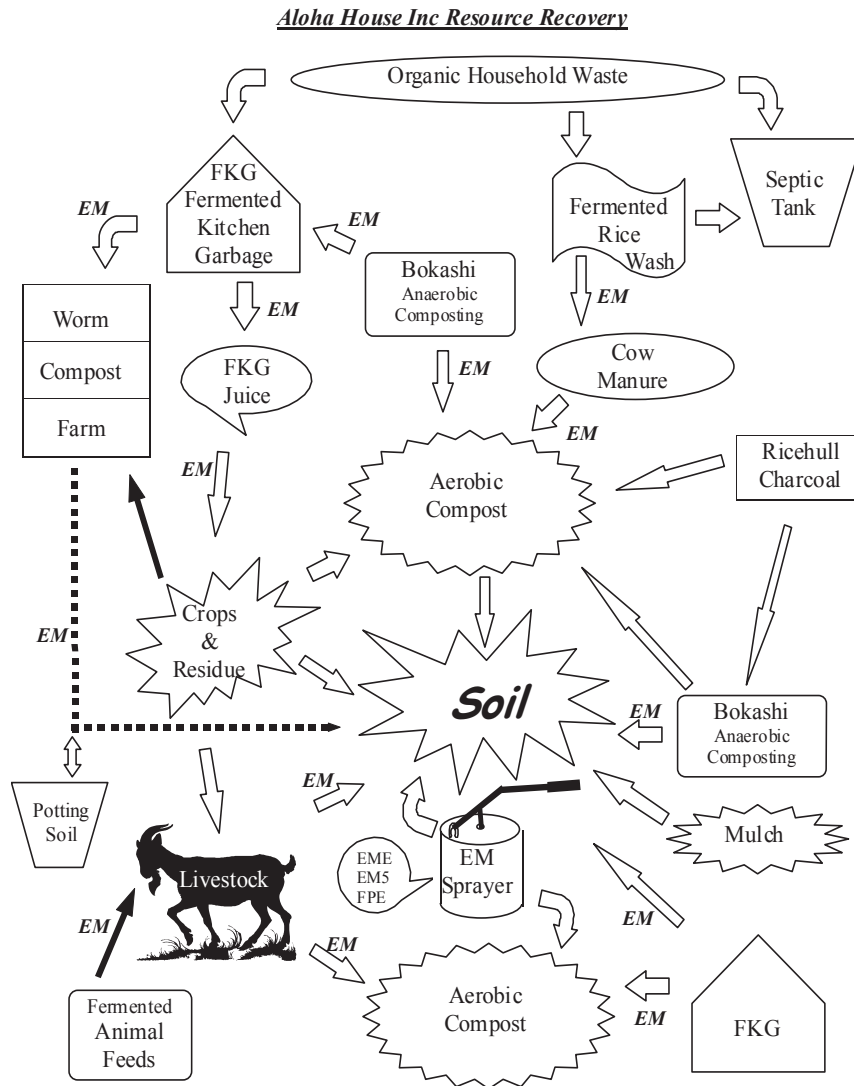 Aloha House Inc Resource Recovery
Organic Household Waste
FKG
Fermented
Kitchen
Garbage
EM
EM
Fermented
Rice
Wash
Septic
Tank
Bokashi
Anaerobic
Composting
EM
EM
Worm
Compost
Farm
FKG
Juice
EM
Cow
Manure
EM
EM
Aerobic
Compost
Ricehull
Charcoal
Crops
&
Residue
EM
Soil
EM
Bokashi
Anaerobic
Composting
Potting
Soil
EM
Mulch
Livestock
EME
EM5
FPE
EM
Sprayer
EM
EM
EM
Fermented
Animal
Feeds
Aerobic
Compost
EM
FKG